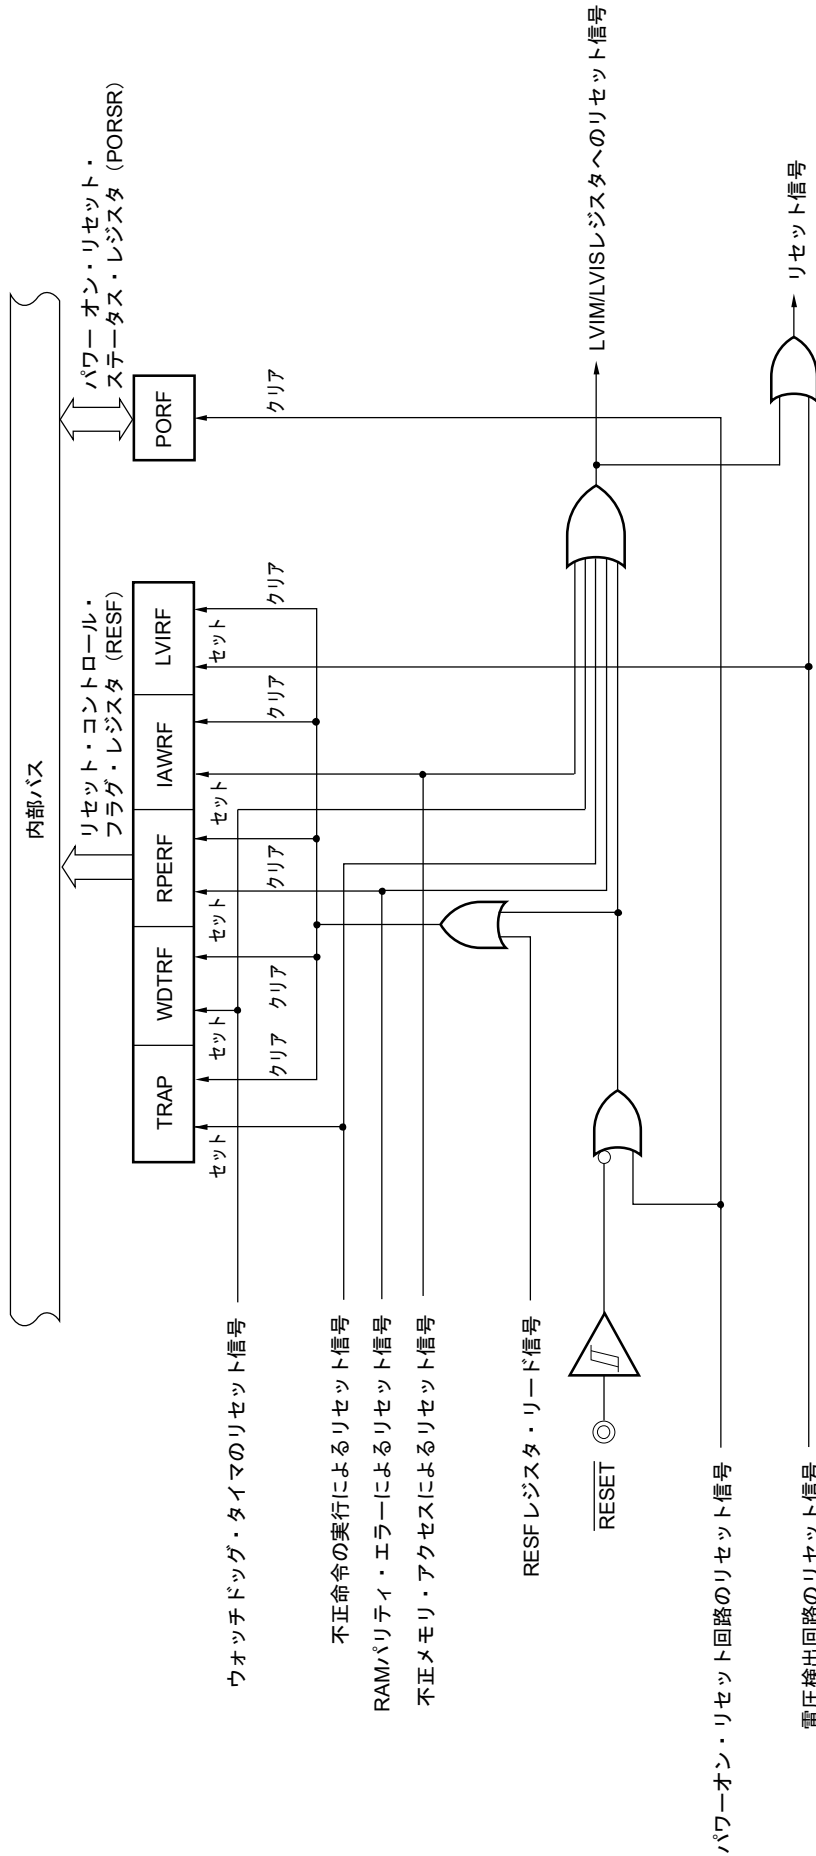 内部バス
リセット・コントロール・
フラグ・レジスタ（RESF）
パワー オン・リセット・
ステータス・レジスタ（PORSR）
TRAP
WDTRF
RPERF
IAWRF
LVIRF
PORF
セット
クリア
セット
クリア
セット
クリア
セット
クリア
セット
クリア
クリア
ウォッチドッグ・タイマのリセット信号
不正命令の実行によるリセット信号
RAMパリティ・エラーによるリセット信号
不正メモリ・アクセスによるリセット信号
RESFレジスタ・リード信号
RESET
LVIM/LVISレジスタへのリセット信号
パワーオン・リセット回路のリセット信号
リセット信号
電圧検出回路のリセット信号